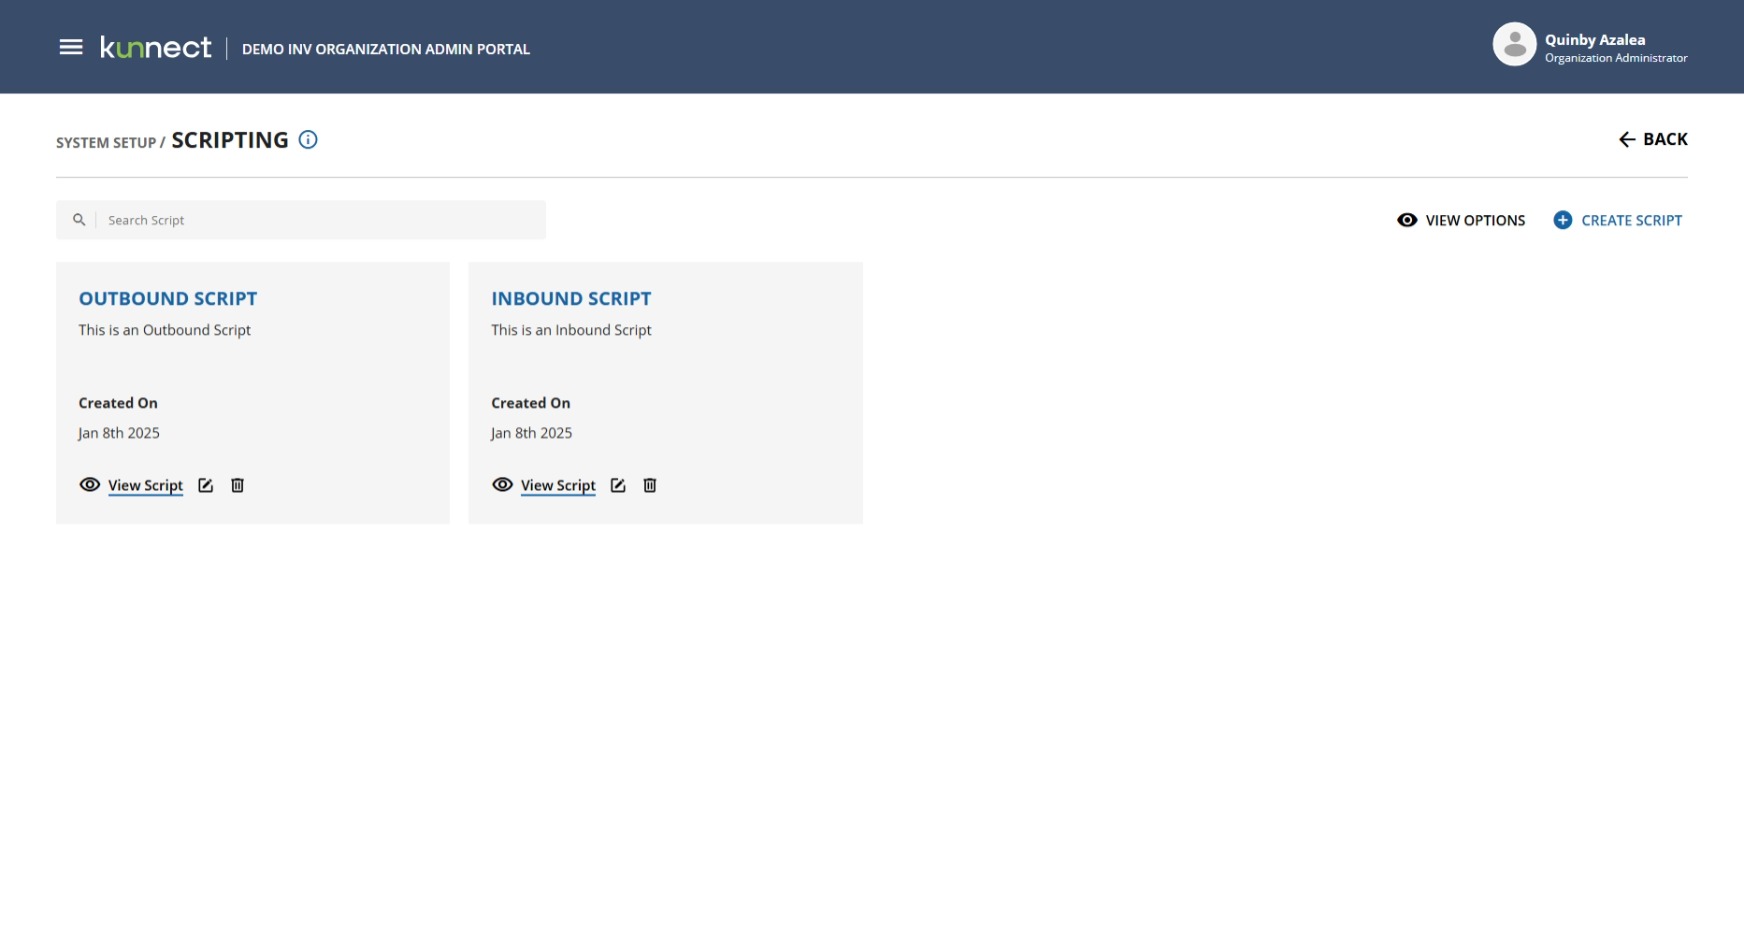 kunnect DEMO INV ORGANIZATION ADMIN PORTAL
Quinby Azalea
Organization Administrator
SYSTEM SETUP / SCRIPTING
BACK
Search Script
VIEW OPTIONS
CREATE SCRIPT
OUTBOUND SCRIPT
This is an Outbound Script
Created On
Jan 8th 2025
View Script
INBOUND SCRIPT
This is an Inbound Script
Created On
Jan 8th 2025
View Script